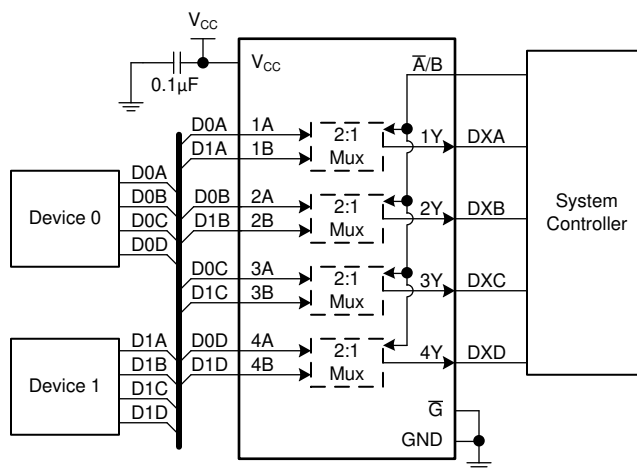 VCC
0.1µF
VCC
A̅/B
D0A 1A
D1A 1B
2:1
Mux
1Y DXA
Device 0
D0A
D0B
D0C
D0D
D0B 2A
D1B 2B
2:1
Mux
2Y DXB
System
Controller
D0C 3A
D1C 3B
2:1
Mux
3Y DXC
Device 1
D1A
D1B
D1C
D1D
D0D 4A
D1D 4B
2:1
Mux
4Y DXD
G̅
GND